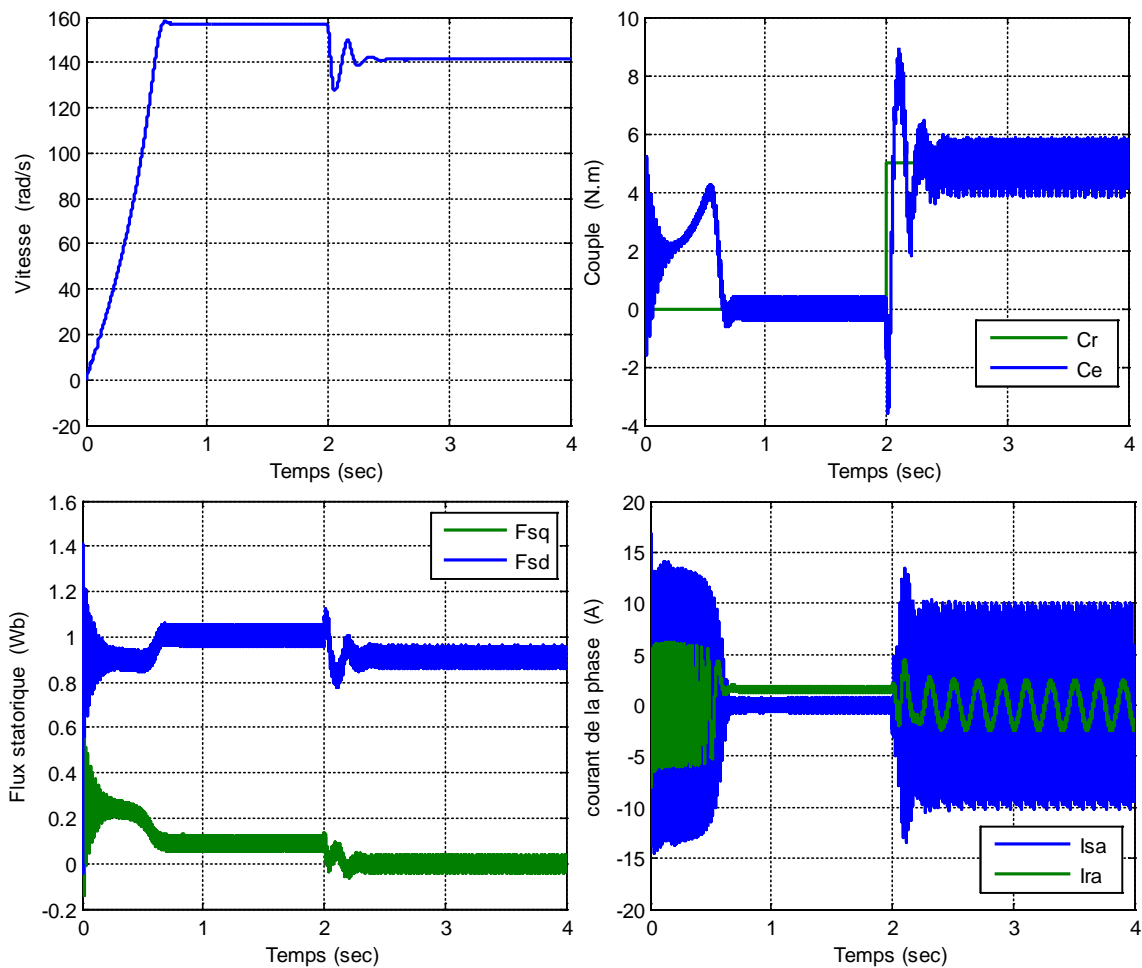 160
140
120
100
80
60
40
20
0
-20
Vitesse (rad/s)
0 1 2 3 4
Temps (sec)
10
8
6
4
2
0
-2
-4
Couple (N.m)
Cr
Ce
0 1 2 3 4
Temps (sec)
1.6
1.4
1.2
1
0.8
0.6
0.4
0.2
0
-0.2
Flux statorique (Wb)
Fsq
Fsd
0 1 2 3 4
Temps (sec)
20
15
10
5
0
-5
-10
-15
-20
courant de la phase (A)
Isa
Ira
0 1 2 3 4
Temps (sec)